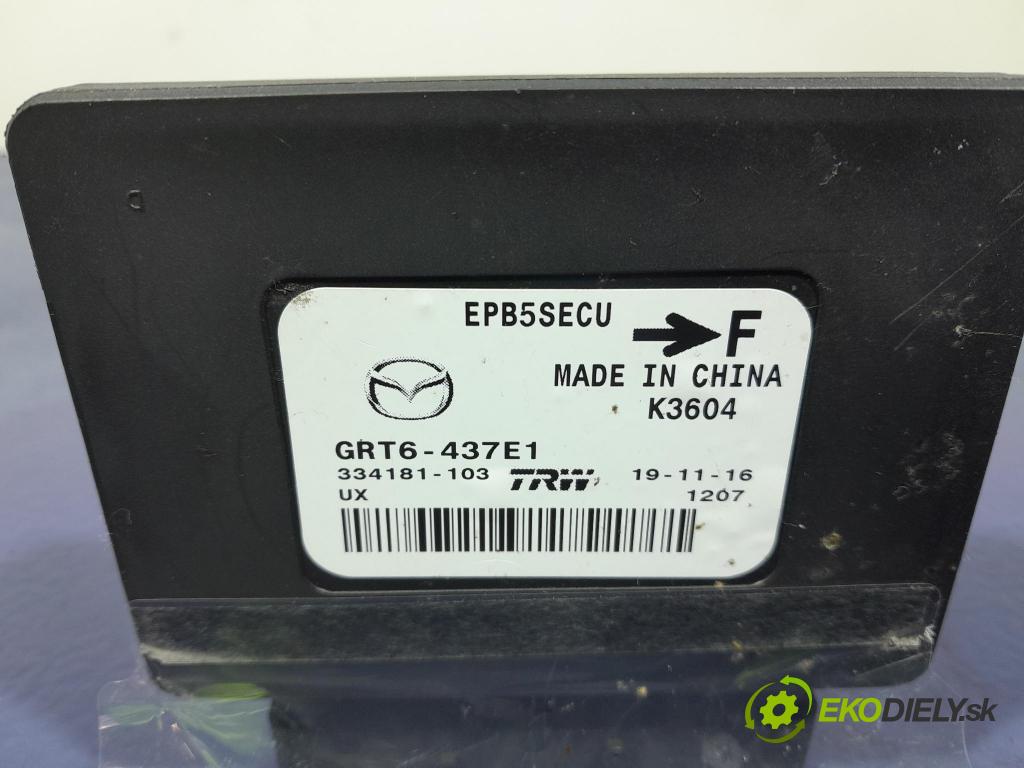 EPB5SECU
F
MADE IN CHINA
K3604
GRT6-437E1
334181-103 TRW 19-11-16
UX 1207
EKODIELY.sk